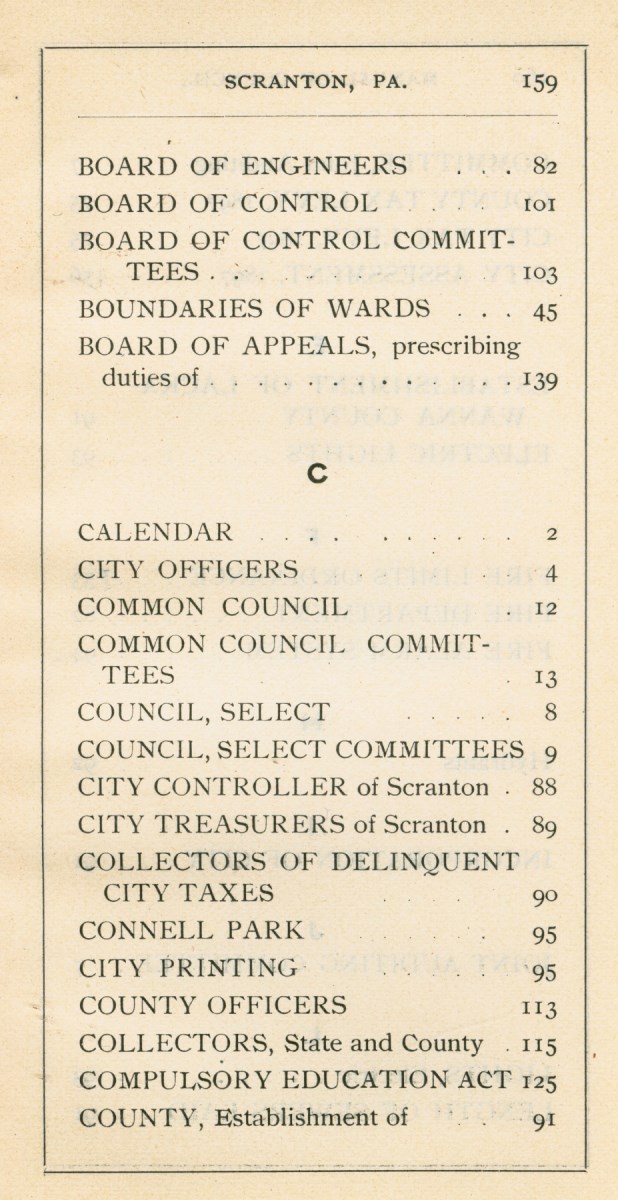 SCRANTON, PA. 159
BOARD OF ENGINEERS . . . 82
BOARD OF CONTROL . . . . 101
BOARD OF CONTROL COMMIT-
TEES . . . . . . . . . 103
BOUNDARIES OF WARDS . . . 45
BOARD OF APPEALS, prescribing
duties of . . . . . . . . . 139
C
CALENDAR . . . . . . . . . . 2
CITY OFFICERS . . . . . . 4
COMMON COUNCIL . . . . . 12
COMMON COUNCIL COMMIT-
TEES . . 13
COUNCIL, SELECT . . . . . 8
COUNCIL, SELECT COMMITTEES 9
CITY CONTROLLER of Scranton . 88
CITY TREASURERS of Scranton . 89
COLLECTORS OF DELINQUENT
CITY TAXES . . . . 90
CONNELL PARK . . . . . 95
CITY PRINTING . . . . . 95
COUNTY OFFICERS 113
COLLECTORS, State and County . 115
COMPULSORY EDUCATION ACT 125
COUNTY, Establishment of . . 91